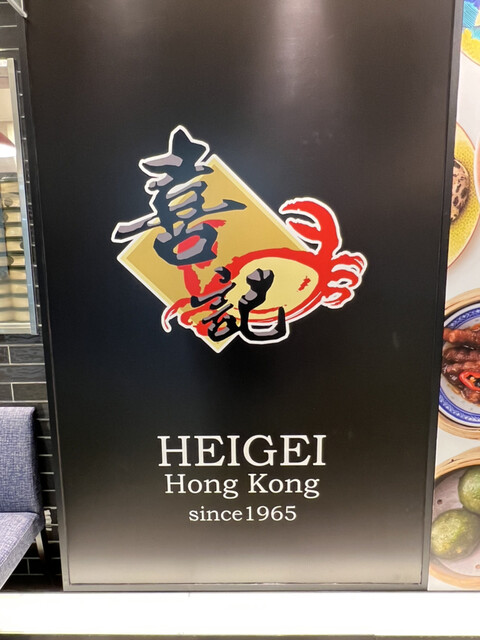 喜
記
HEIGEI
Hong Kong
since1965